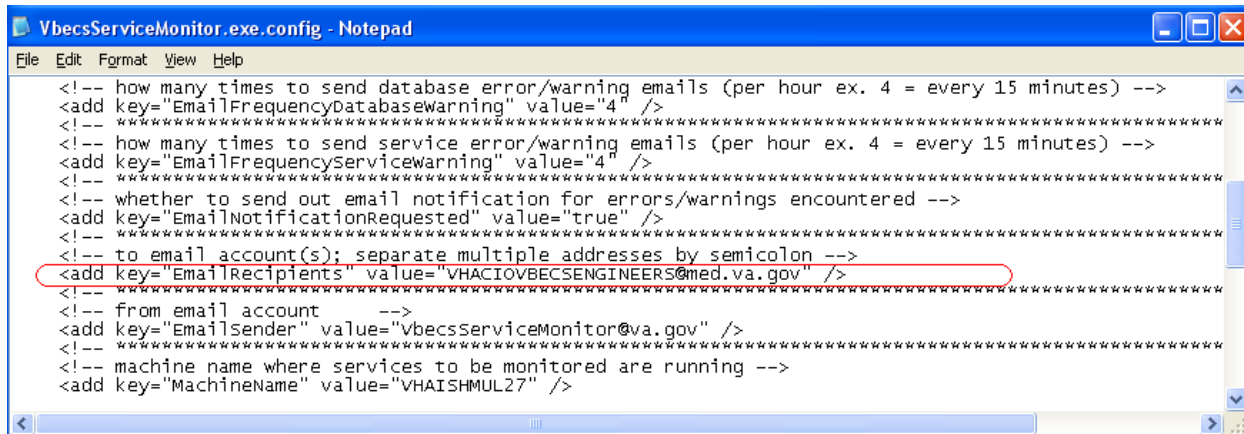 VbecsServiceMonitor.exe.config - Notepad
File Edit Format View Help
<!-- how many times to send database error/warning emails (per hour ex. 4 = every 15 minutes) -->
<add key="EmailFrequencyDatabaseWarning" value="4" />
<!-- ****************************************************************************************************
<!-- how many times to send service error/warning emails (per hour ex. 4 = every 15 minutes) -->
<add key="EmailFrequencyServiceWarning" value="4" />
<!-- ****************************************************************************************************
<!-- whether to send out email notification for errors/warnings encountered -->
<add key="EmailNotificationRequested" value="true" />
<!-- ****************************************************************************************************
<!-- to email account(s); separate multiple addresses by semicolon -->
<add key="EmailRecipients" value="VHACIOVBECSENGINEERS@med.va.gov" />
<!-- ****************************************************************************************************
<!-- from email account     -->
<add key="EmailSender" value="VbecsServiceMonitor@va.gov" />
<!-- ****************************************************************************************************
<!-- machine name where services to be monitored are running -->
<add key="MachineName" value="VHAISHMUL27" />